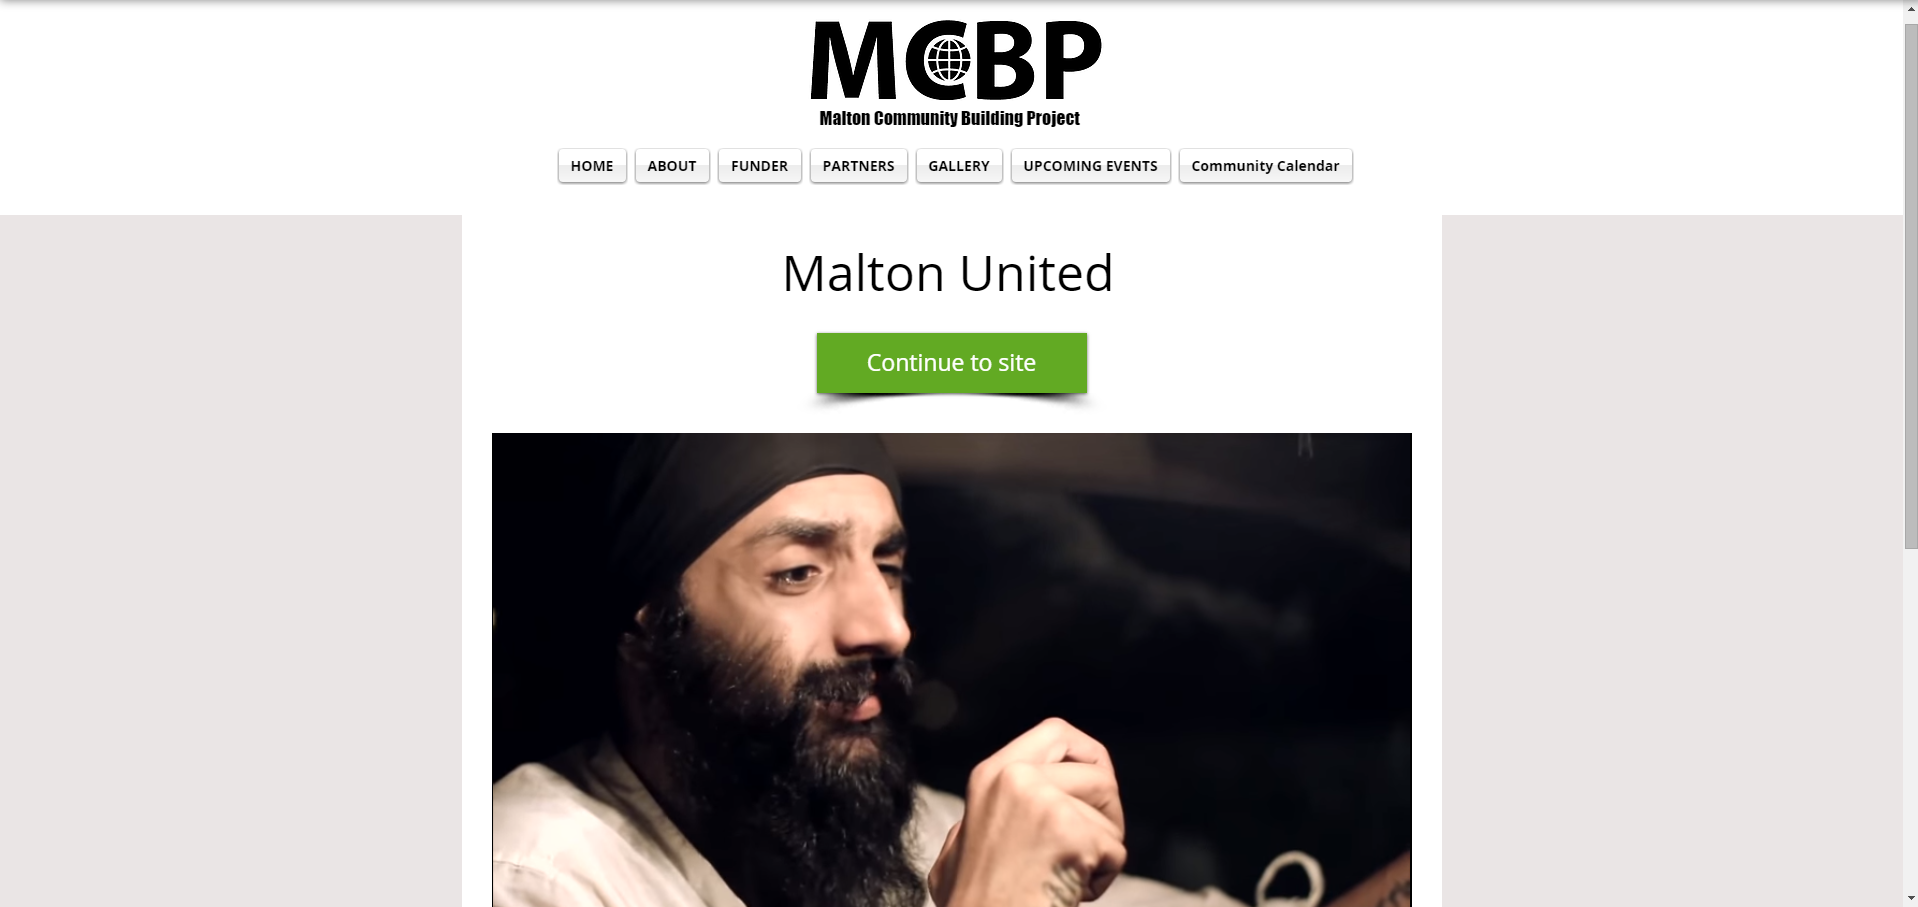 MCBP
Malton Community Building Project
HOME ABOUT FUNDER PARTNERS GALLERY UPCOMING EVENTS Community Calendar
Malton United
Continue to site